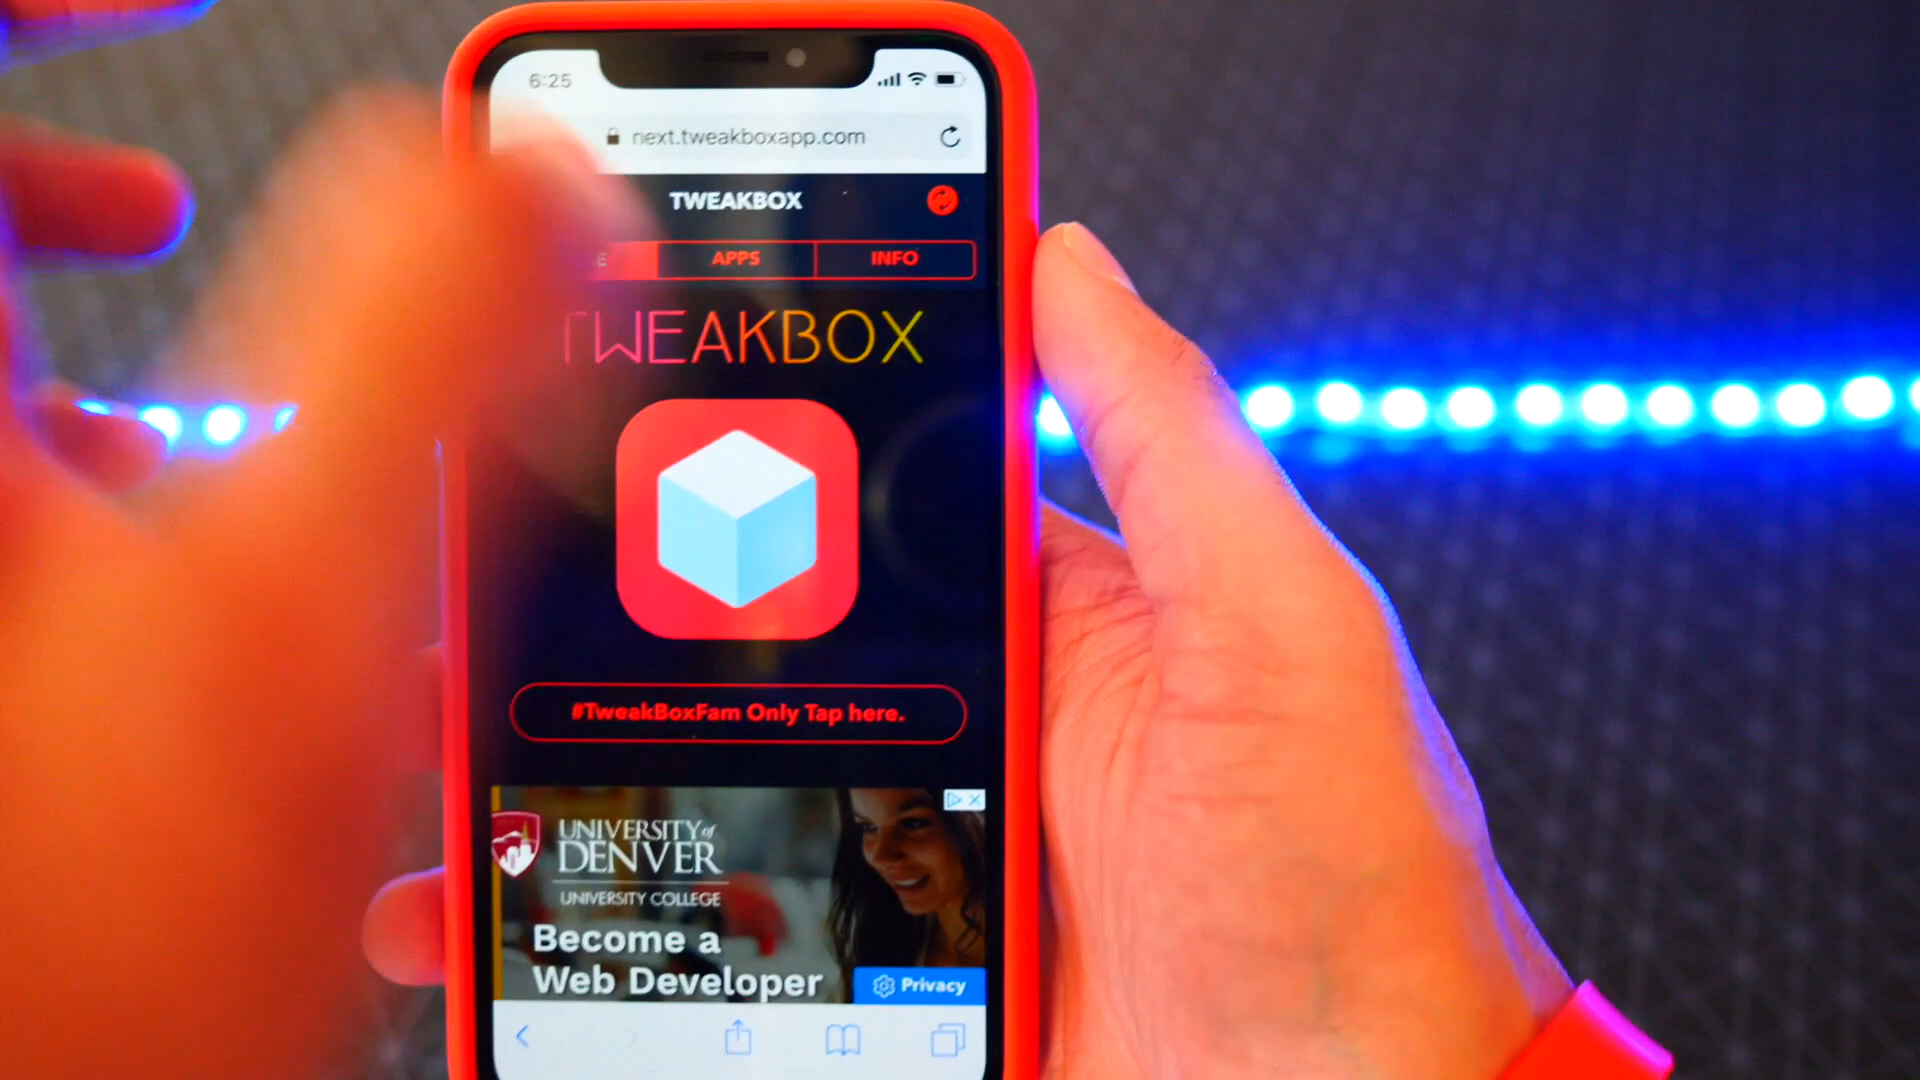 6:25
next.tweakboxapp.com
TWEAKBOX
APPS
INFO
TWEAKBOX
#TweakBoxFam Only Tap here.
UNIVERSITY of
DENVER
UNIVERSITY COLLEGE
Become a
Web Developer
Privacy